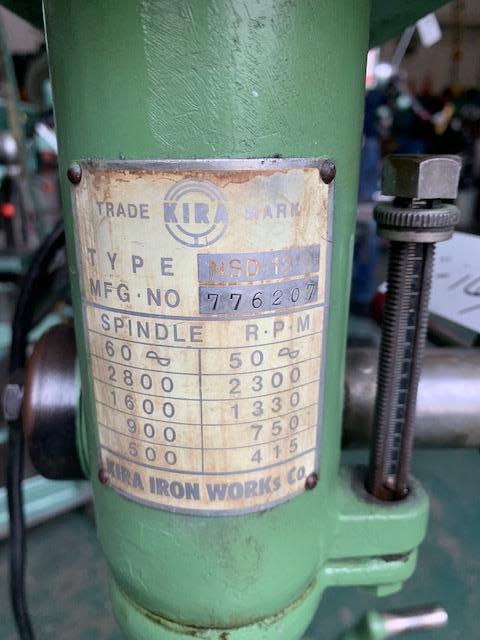 TRADE KIRA MARK
TYPE NSD-13
MFG·NO 776207
SPINDLE R·P·M
60 ∾ 50 ∾
2800 2300
1600 1330
900 750
500 415
KIRA IRON WORKS Co.